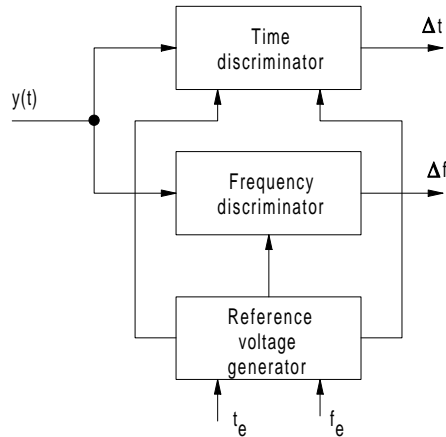 Time
discriminator
Δt
y(t)
Frequency
discriminator
Δf
Reference
voltage
generator
t_e
f_e